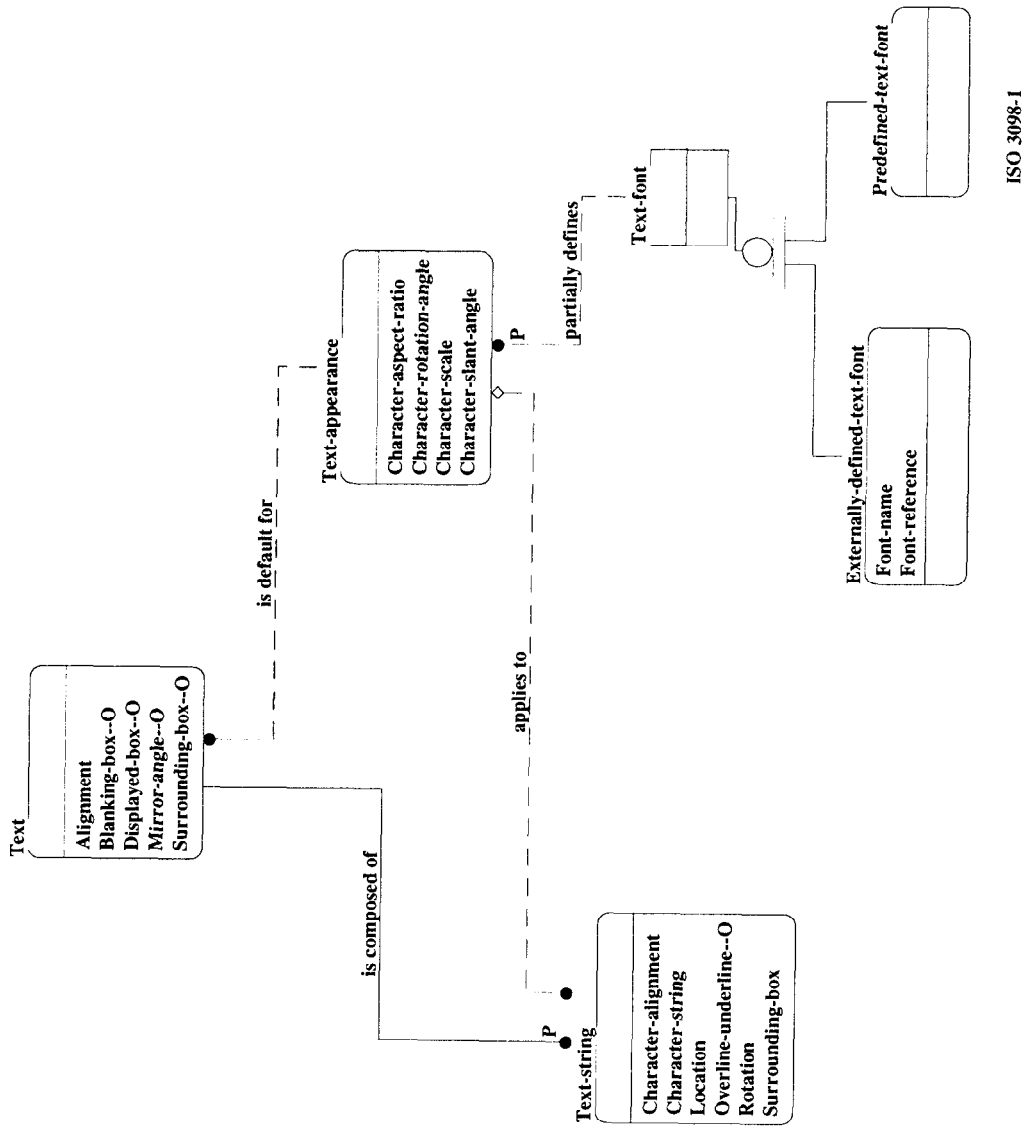 Text
Alignment
Blanking-box--O
Displayed-box--O
Mirror-angle--O
Surrounding-box--O
is composed of
is default for
P
Text-string
Character-alignment
Character-string
Location
Overline-underline--O
Rotation
Surrounding-box
applies to
Text-appearance
Character-aspect-ratio
Character-rotation-angle
Character-scale
Character-slant-angle
P
partially defines
Text-font
Externally-defined-text-font
Font-name
Font-reference
Predefined-text-font
ISO 3098-1